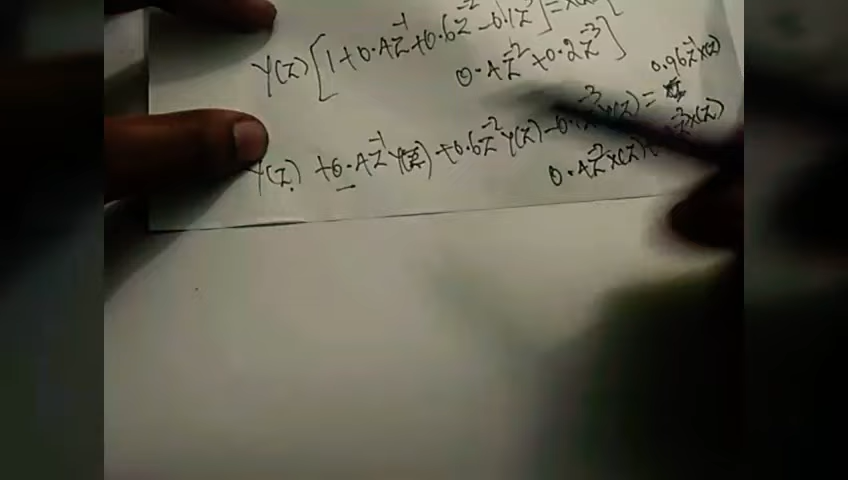 Y(z) [1+0.4z⁻¹+0.6z⁻²-0.1z⁻³] = X(z)[
0.4z⁻²+0.2z⁻³]
0.96z⁻¹X(z)
Y(z) +0.4z⁻¹Y(z) +0.6z⁻²Y(z)-0.1z⁻³Y(z) =
0.4z⁻²X(z) z⁻³X(z)